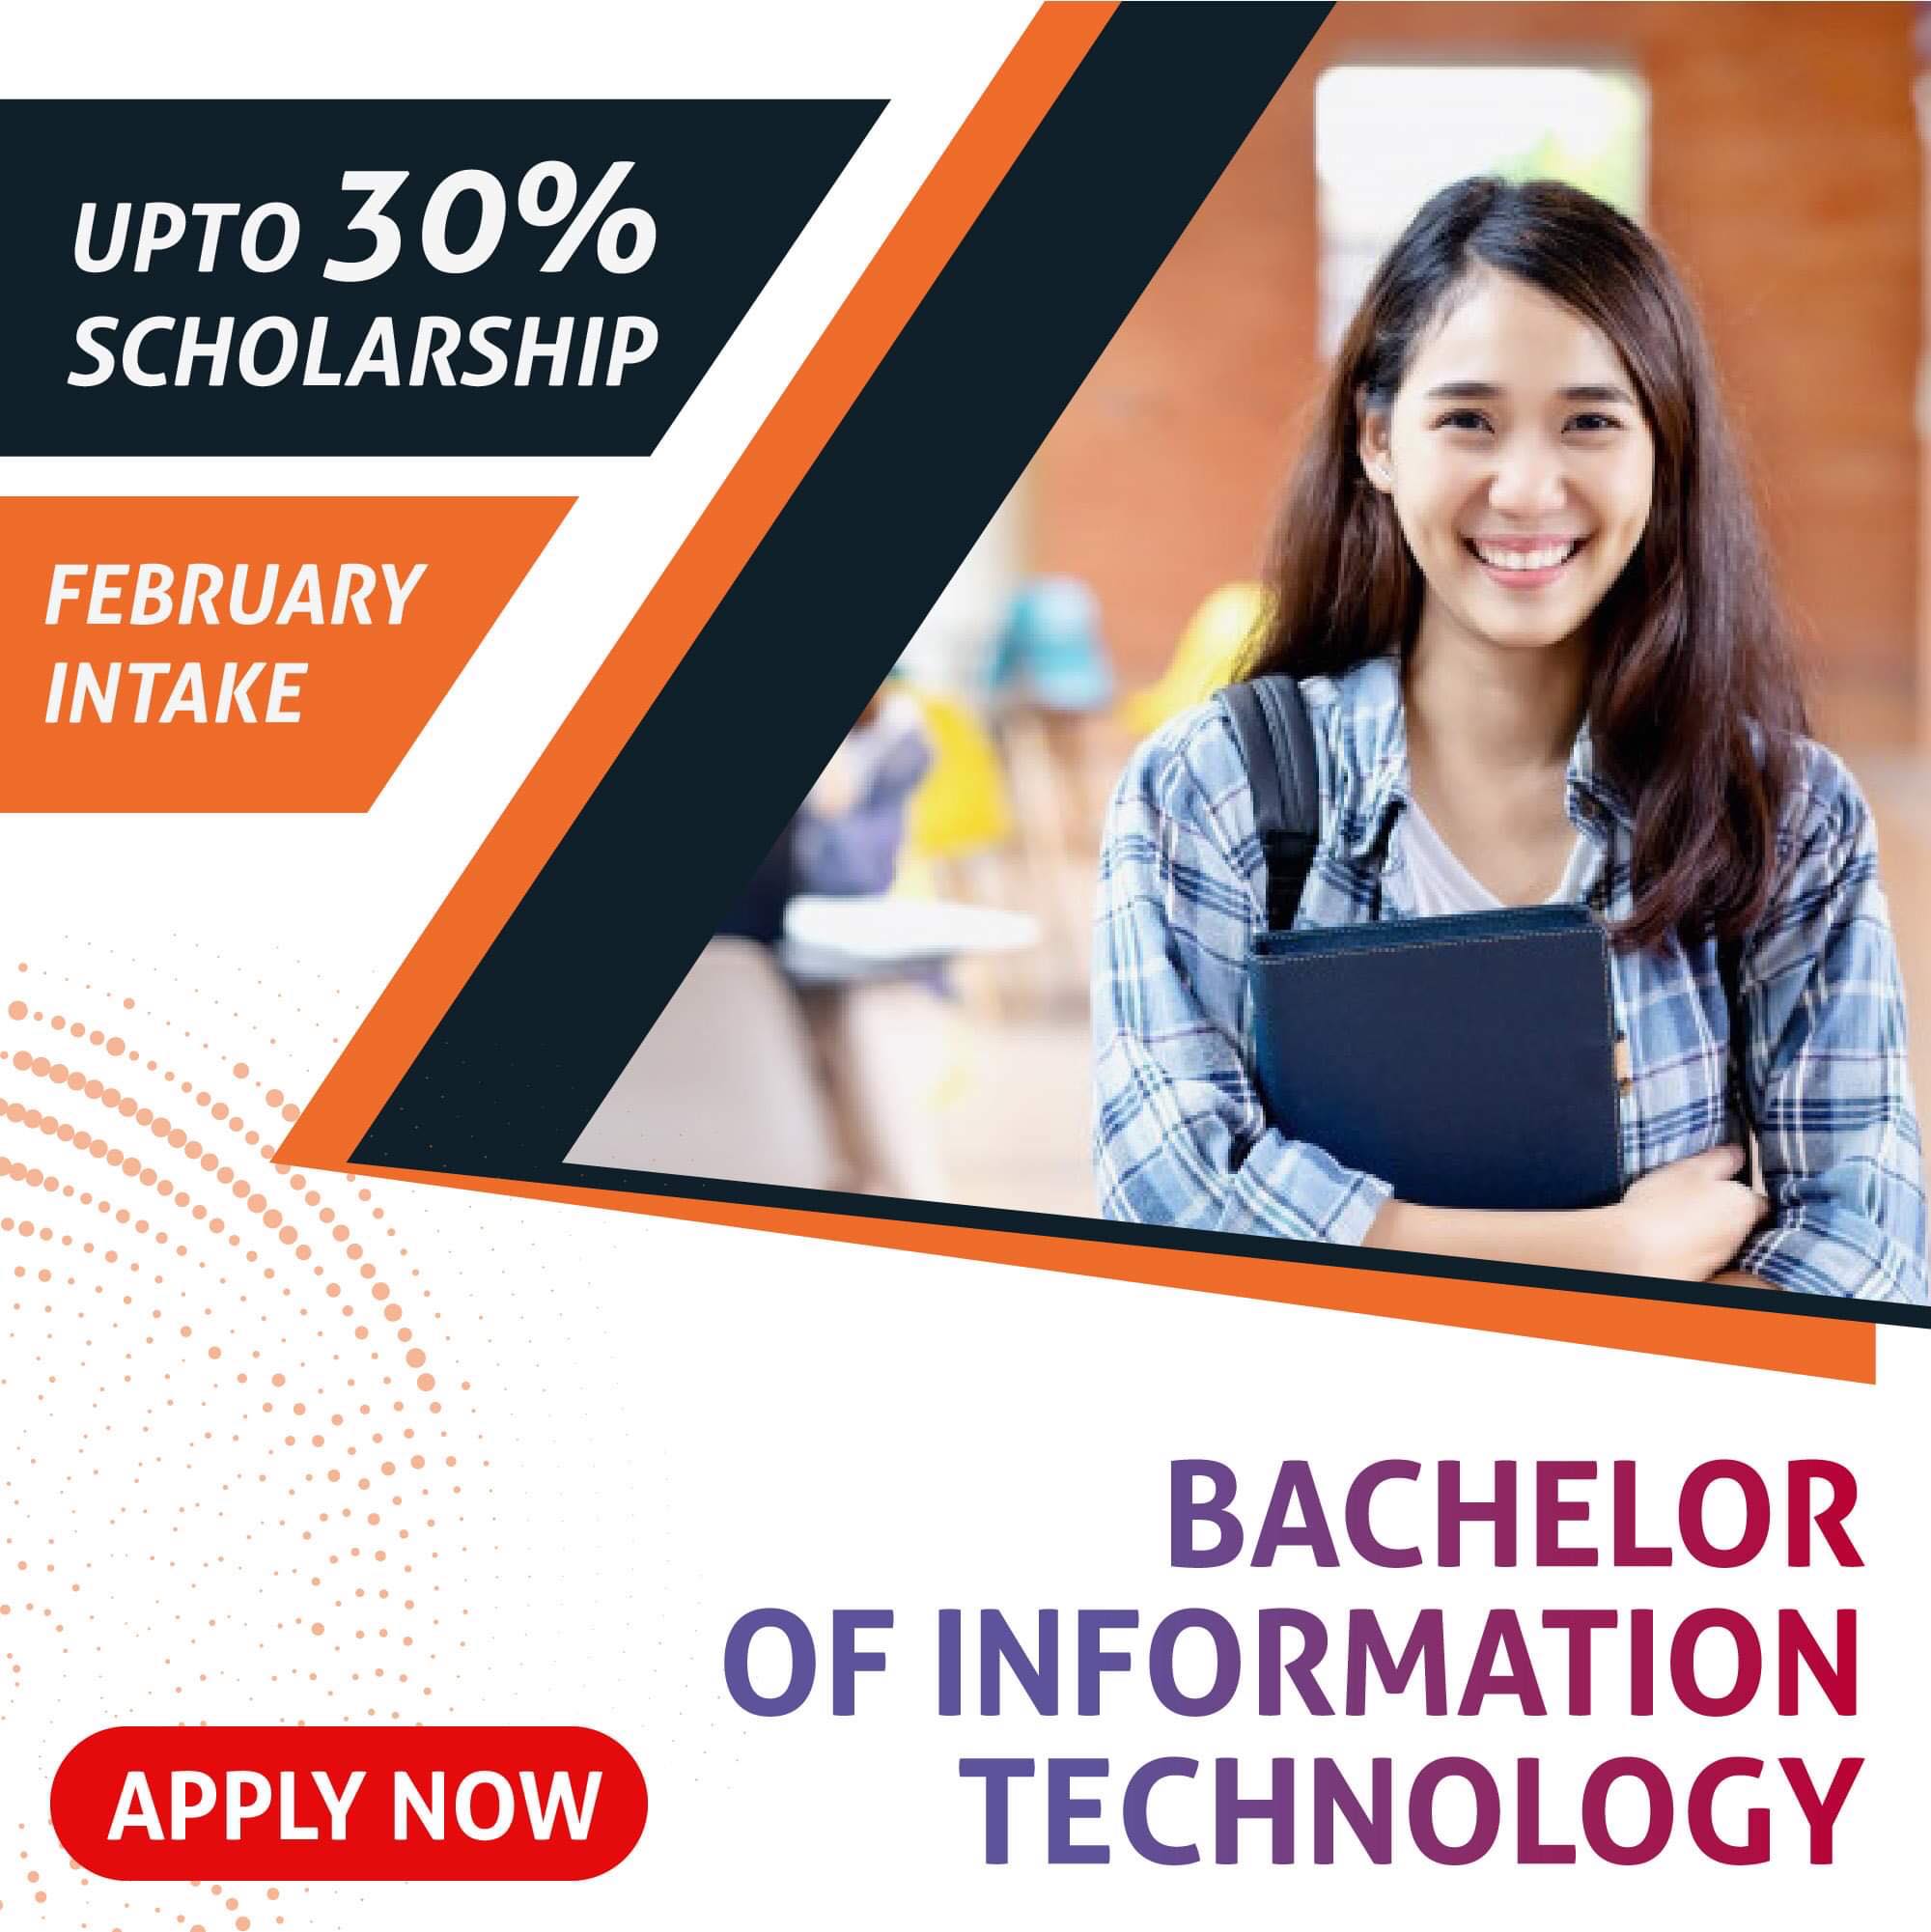 UPTO 30%
SCHOLARSHIP
FEBRUARY
INTAKE
BACHELOR
OF INFORMATION
TECHNOLOGY
APPLY NOW